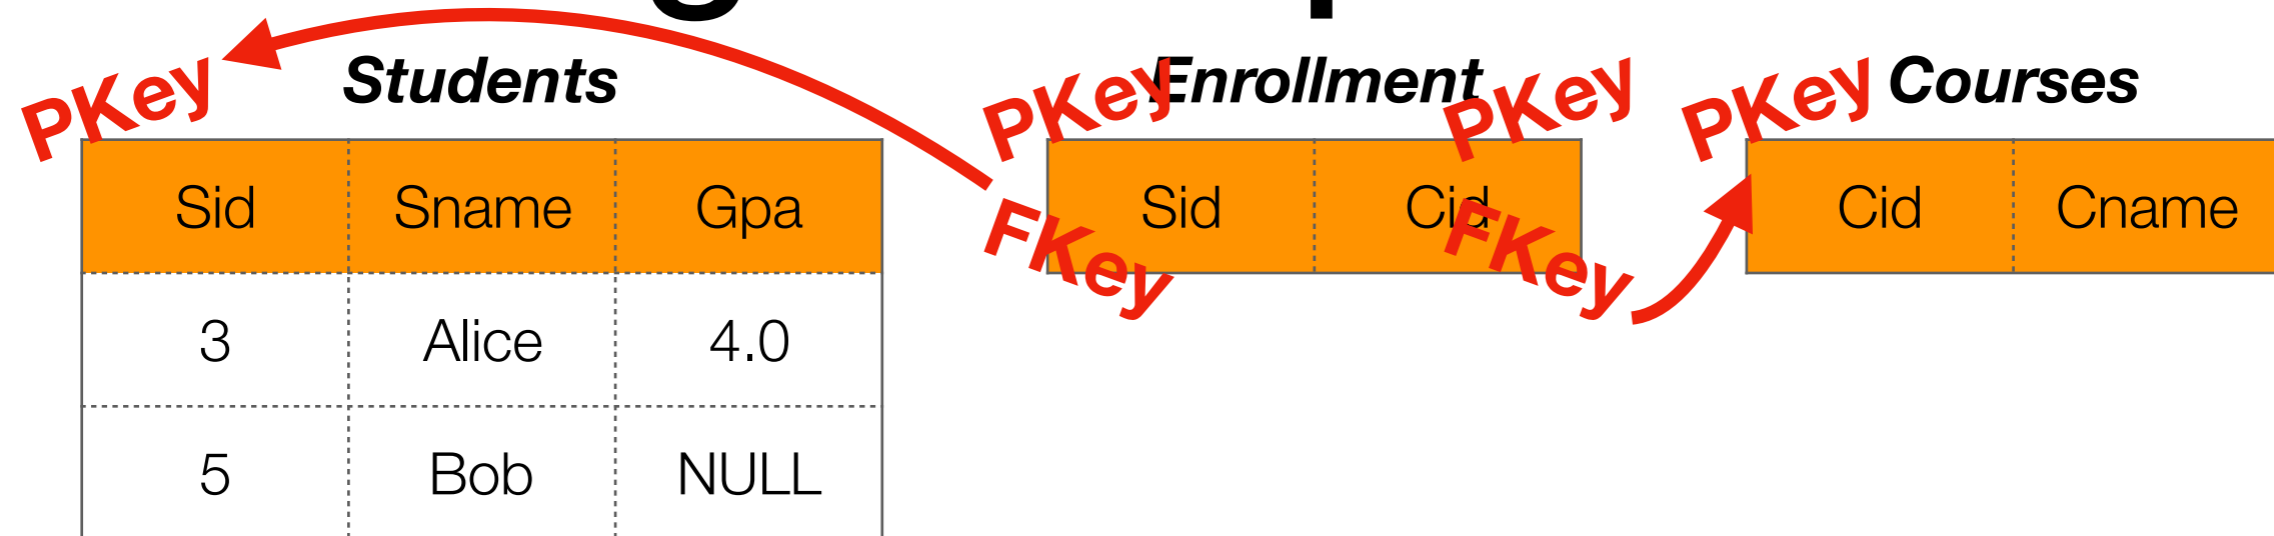 Students Enrollment Courses
PKey PKey PKey PKey
Sid Sname Gpa Sid Cid Cid Cname
FKey FKey
3 Alice 4.0
5 Bob NULL